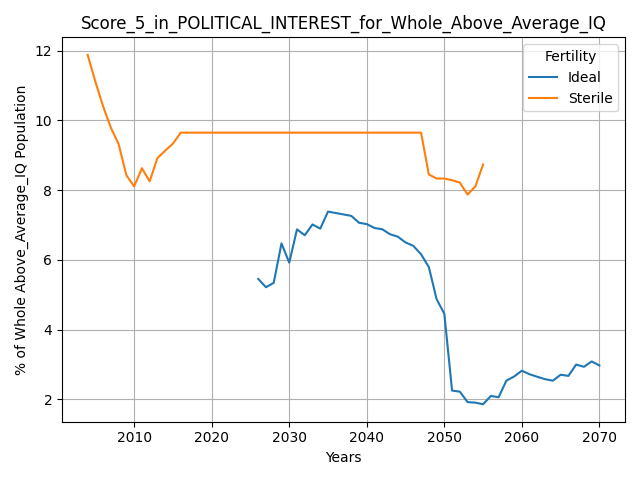 Score_5_in_POLITICAL_INTEREST_for_Whole_Above_Average_IQ
% of Whole Above_Average_IQ Population
12
10
8
6
4
2
Fertility
Ideal
Sterile
2010 2020 2030 2040 2050 2060 2070
Years